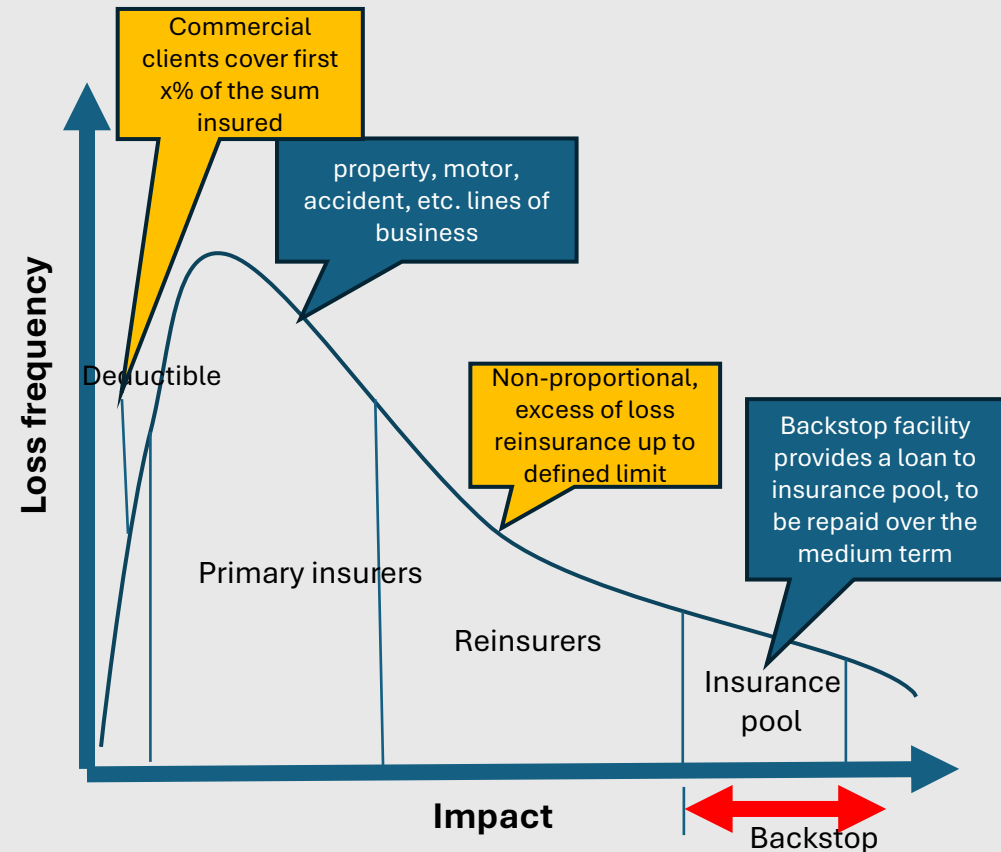 Commercial
clients cover first
x% of the sum
insured
property, motor,
accident, etc. lines of
business
Loss frequency
Deductible
Non-proportional,
excess of loss
reinsurance up to
defined limit
Backstop facility
provides a loan to
insurance pool, to
be repaid over the
medium term
Primary insurers
Reinsurers
Insurance
pool
Impact
Backstop